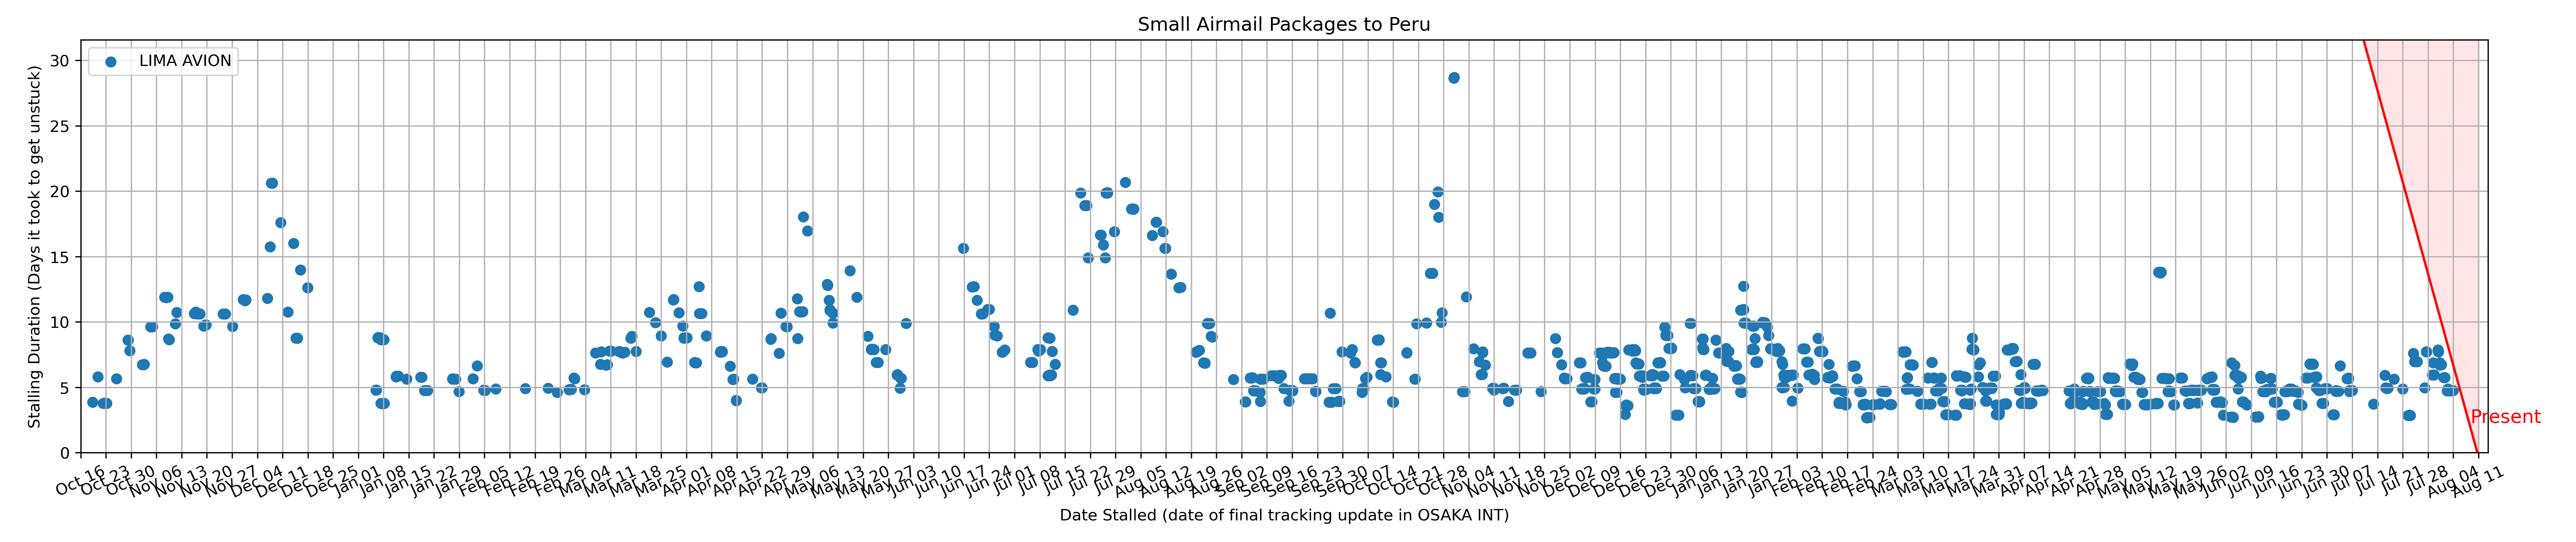 Small Airmail Packages to Peru
LIMA AVION
Stalling Duration (Days it took to get unstuck)
30
25
20
15
10
5
0
Present
Oct 16
Oct 23
Oct 30
Nov 06
Nov 13
Nov 20
Nov 27
Dec 04
Dec 11
Dec 18
Dec 25
Jan 01
Jan 08
Jan 15
Jan 22
Jan 29
Feb 05
Feb 12
Feb 19
Feb 26
Mar 04
Mar 11
Mar 18
Mar 25
Apr 01
Apr 08
Apr 15
Apr 22
Apr 29
May 06
May 13
May 20
May 27
Jun 03
Jun 10
Jun 17
Jun 24
Jul 01
Jul 08
Jul 15
Jul 22
Jul 29
Aug 05
Aug 12
Aug 19
Aug 26
Sep 02
Sep 09
Sep 16
Sep 23
Sep 30
Oct 07
Oct 14
Oct 21
Oct 28
Nov 04
Nov 11
Nov 18
Nov 25
Dec 02
Dec 09
Dec 16
Dec 23
Dec 30
Jan 06
Jan 13
Jan 20
Jan 27
Feb 03
Feb 10
Feb 17
Feb 24
Mar 03
Mar 10
Mar 17
Mar 24
Mar 31
Apr 07
Apr 14
Apr 21
Apr 28
May 05
May 12
May 19
May 26
Jun 02
Jun 09
Jun 16
Jun 23
Jun 30
Jul 07
Jul 14
Jul 21
Jul 28
Aug 04
Aug 11
Date Stalled (date of final tracking update in OSAKA INT)